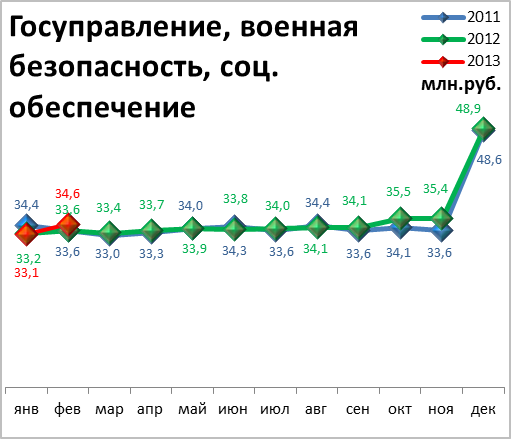 Госуправление, военная
безопасность, соц.
обеспечение
2011
2012
2013
млн.руб.
48,9
48,6
34,4 34,6 33,6 33,4 33,7 34,0 33,8 34,0 34,4 34,1 35,5 35,4
33,2 33,6 33,0 33,3 33,9 34,3 33,6 34,1 33,6 34,1 33,6
33,1
янв фев мар апр май июн июл авг сен окт ноя дек